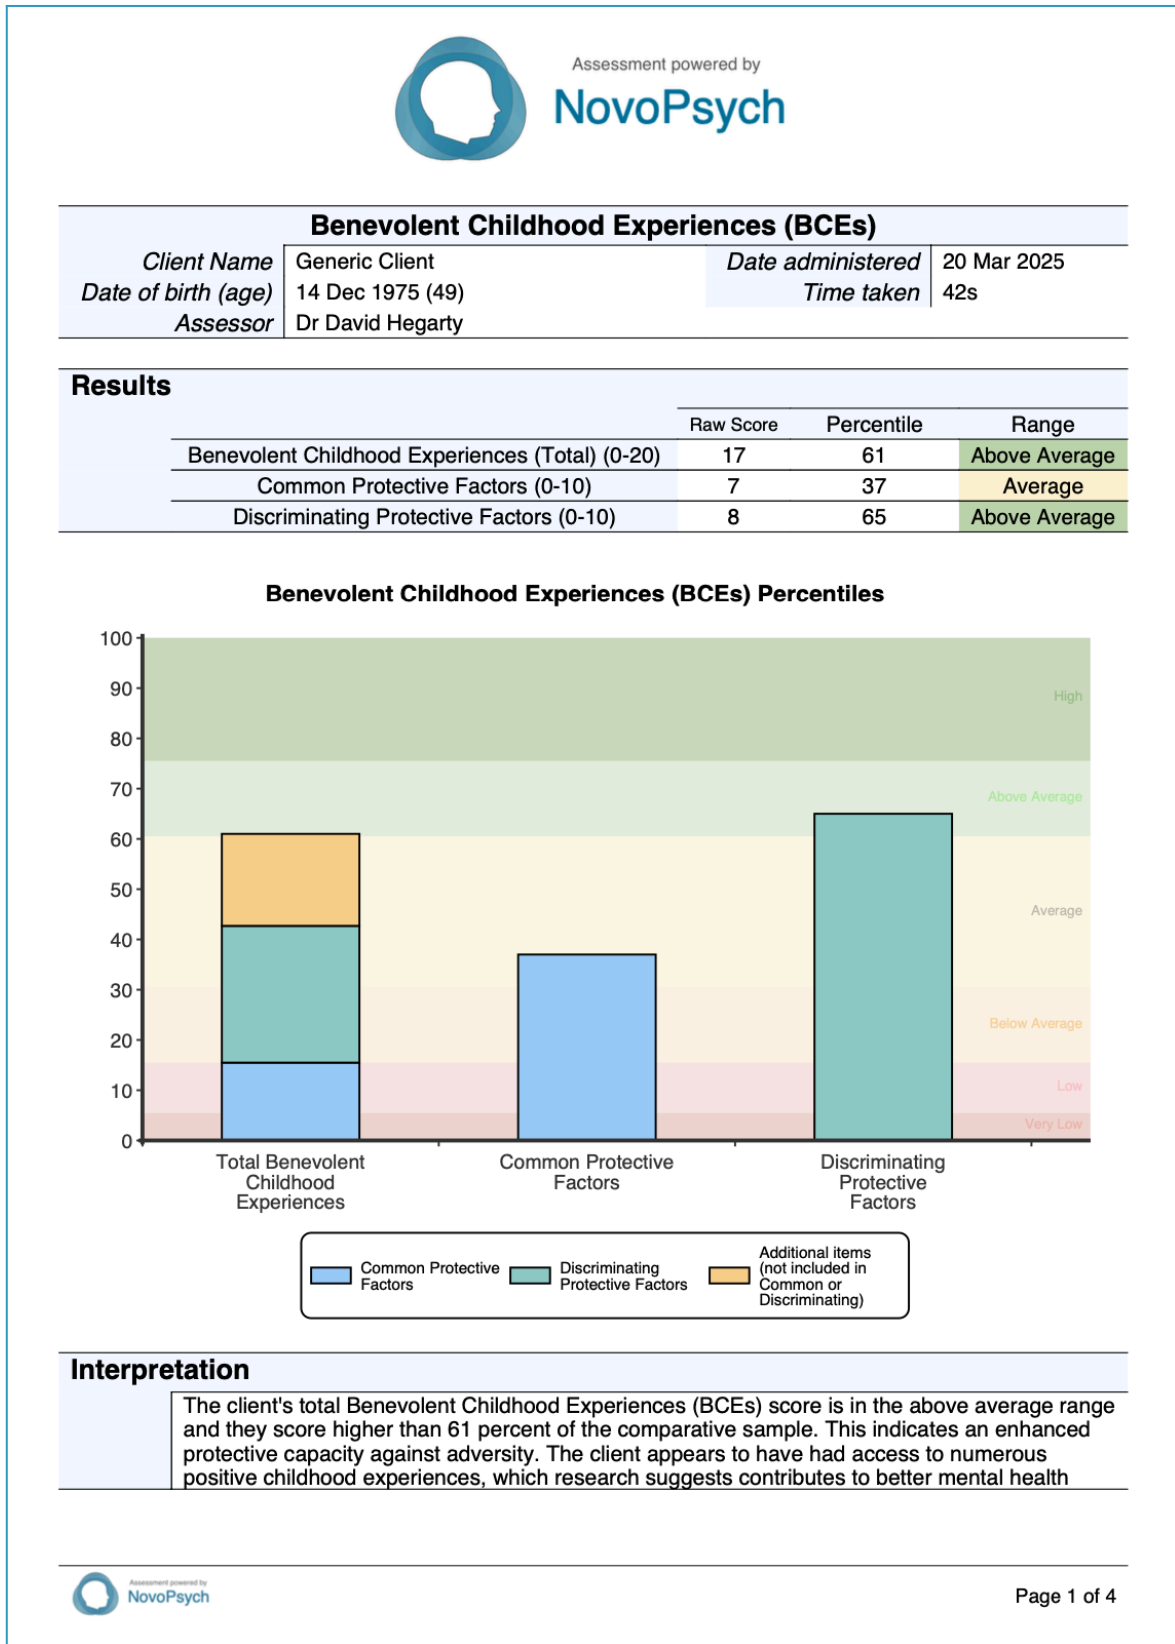 Assessment powered by
NovoPsych
Benevolent Childhood Experiences (BCEs)
Client Name Generic Client Date administered 20 Mar 2025
Date of birth (age) 14 Dec 1975 (49) Time taken 42s
Assessor Dr David Hegarty
Results
Raw Score Percentile Range
Benevolent Childhood Experiences (Total) (0-20) 17 61 Above Average
Common Protective Factors (0-10) 7 37 Average
Discriminating Protective Factors (0-10) 8 65 Above Average
Benevolent Childhood Experiences (BCEs) Percentiles
100
90
High
80
70
Above Average
60
50
Average
40
30
Below Average
20
10
Low
Very Low
0
Total Benevolent
Childhood
Experiences
Common Protective
Factors
Discriminating
Protective
Factors
Common Protective
Factors
Discriminating
Protective Factors
Additional items
(not included in
Common or
Discriminating)
Interpretation
The client's total Benevolent Childhood Experiences (BCEs) score is in the above average range
and they score higher than 61 percent of the comparative sample. This indicates an enhanced
protective capacity against adversity. The client appears to have had access to numerous
positive childhood experiences, which research suggests contributes to better mental health
Assessment powered by
NovoPsych
Page 1 of 4